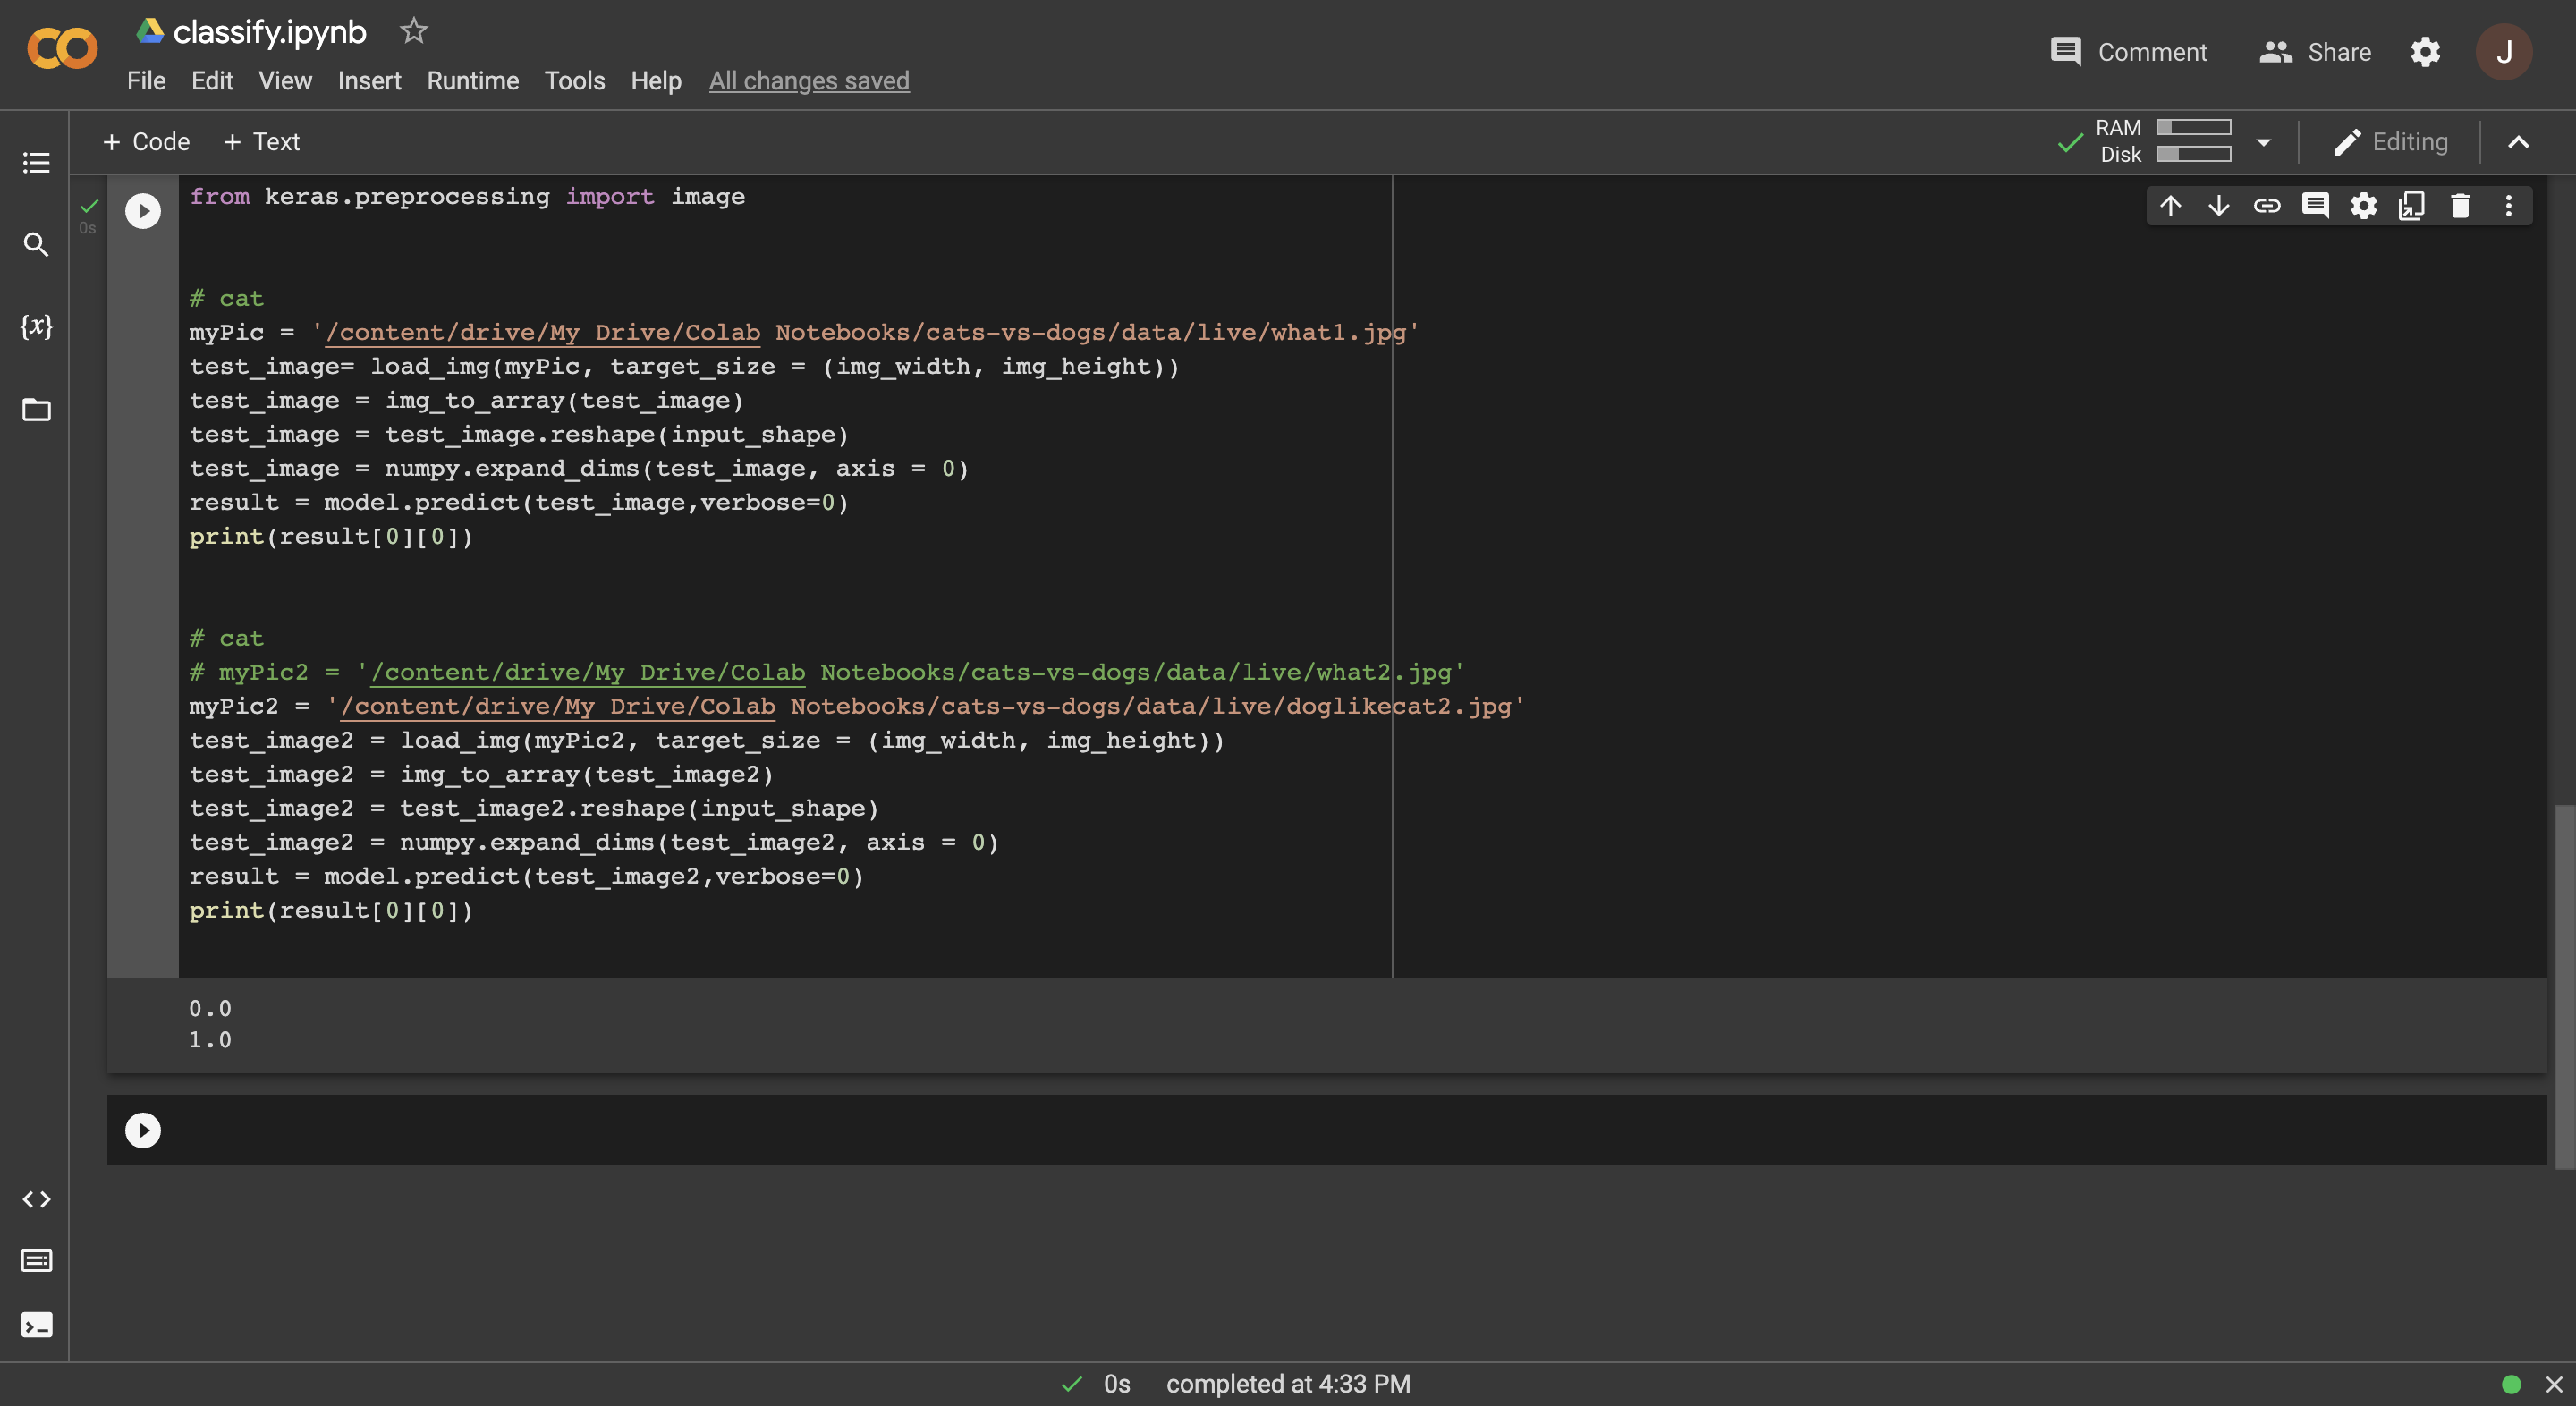 classify.ipynb
File Edit View Insert Runtime Tools Help All changes saved
Comment Share J
+ Code + Text
RAM
Disk
Editing
0s
from keras.preprocessing import image
# cat
myPic = '/content/drive/My Drive/Colab Notebooks/cats-vs-dogs/data/live/what1.jpg'
test_image= load_img(myPic, target_size = (img_width, img_height))
test_image = img_to_array(test_image)
test_image = test_image.reshape(input_shape)
test_image = numpy.expand_dims(test_image, axis = 0)
result = model.predict(test_image,verbose=0)
print(result[0][0])
# cat
# myPic2 = '/content/drive/My Drive/Colab Notebooks/cats-vs-dogs/data/live/what2.jpg'
myPic2 = '/content/drive/My Drive/Colab Notebooks/cats-vs-dogs/data/live/doglikecat2.jpg'
test_image2 = load_img(myPic2, target_size = (img_width, img_height))
test_image2 = img_to_array(test_image2)
test_image2 = test_image2.reshape(input_shape)
test_image2 = numpy.expand_dims(test_image2, axis = 0)
result = model.predict(test_image2,verbose=0)
print(result[0][0])
0.0
1.0
0s completed at 4:33 PM